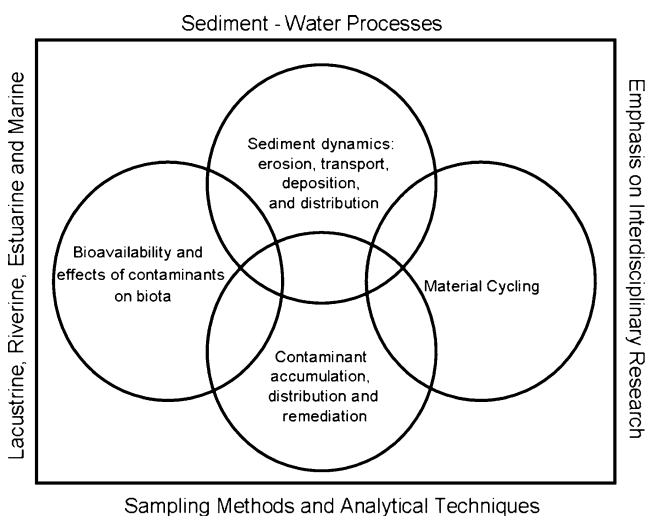 Sediment - Water Processes
Lacustrine, Riverine, Estuarine and Marine
Sediment dynamics:
erosion, transport,
deposition,
and distribution
Bioavailability and
effects of contaminants
on biota
Material Cycling
Contaminant
accumulation,
distribution and
remediation
Emphasis on Interdisciplinary Research
Sampling Methods and Analytical Techniques